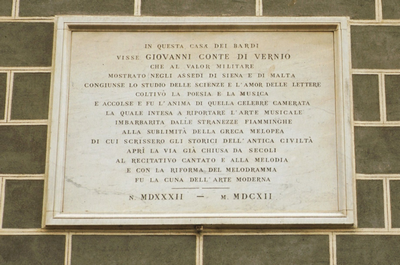 IN QUESTA CASA DEI BARDI
VISSE GIOVANNI CONTE DI VERNIO
CHE AL VALOR MILITARE
MOSTRATO NEGLI ASSEDI DI SIENA E DI MALTA
CONGIUNSE LO STUDIO DELLE SCIENZE E L'AMOR DELLE LETTERE
COLTIVÒ LA POESIA E LA MUSICA
E ACCOLSE E FU L'ANIMA DI QUELLA CELEBRE CAMERATA
LA QUALE INTESA A RIPORTARE L'ARTE MUSICALE
IMBARBARITA DALLE STRANEZZE FIAMMINGHE
ALLA SUBLIMITÀ DELLA GRECA MELOPEA
DI CUI SCRISSERO GLI STORICI DELL'ANTICA CIVILTÀ
APRÌ LA VIA GIÀ CHIUSA DA SECOLI
AL RECITATIVO CANTATO E ALLA MELODIA
E CON LA RIFORMA DEL MELODRAMMA
FU LA CUNA DELL'ARTE MODERNA
N. MDXXXII — M. MDCXII